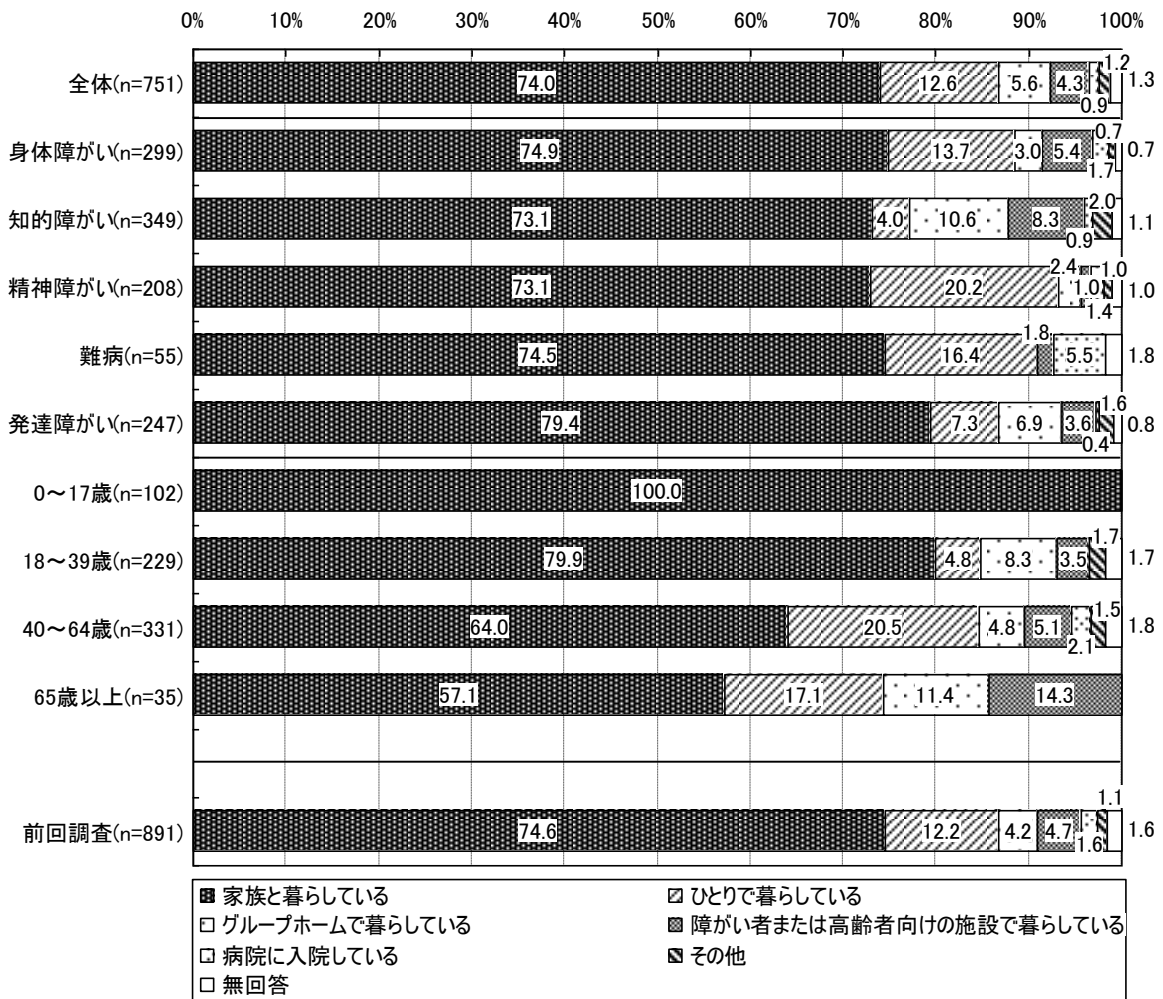 0% 10% 20% 30% 40% 50% 60% 70% 80% 90% 100%
全体(n=751) 74.0 12.6 5.6 4.3 0.9 1.2 1.3
身体障がい(n=299) 74.9 13.7 3.0 5.4 1.7 0.7 0.7
知的障がい(n=349) 73.1 4.0 10.6 8.3 0.9 2.0 1.1
精神障がい(n=208) 73.1 20.2 2.4 1.0 1.4 1.0 1.0
難病(n=55) 74.5 16.4 1.8 5.5 1.8
発達障がい(n=247) 79.4 7.3 6.9 3.6 0.4 1.6 0.8
0～17歳(n=102) 100.0
18～39歳(n=229) 79.9 4.8 8.3 3.5 1.7 1.7
40～64歳(n=331) 64.0 20.5 4.8 5.1 2.1 1.5 1.8
65歳以上(n=35) 57.1 17.1 11.4 14.3
前回調査(n=891) 74.6 12.2 4.2 4.7 1.6 1.1 1.6
家族と暮らしている ひとりで暮らしている
グループホームで暮らしている 障がい者または高齢者向けの施設で暮らしている
病院に入院している その他
無回答